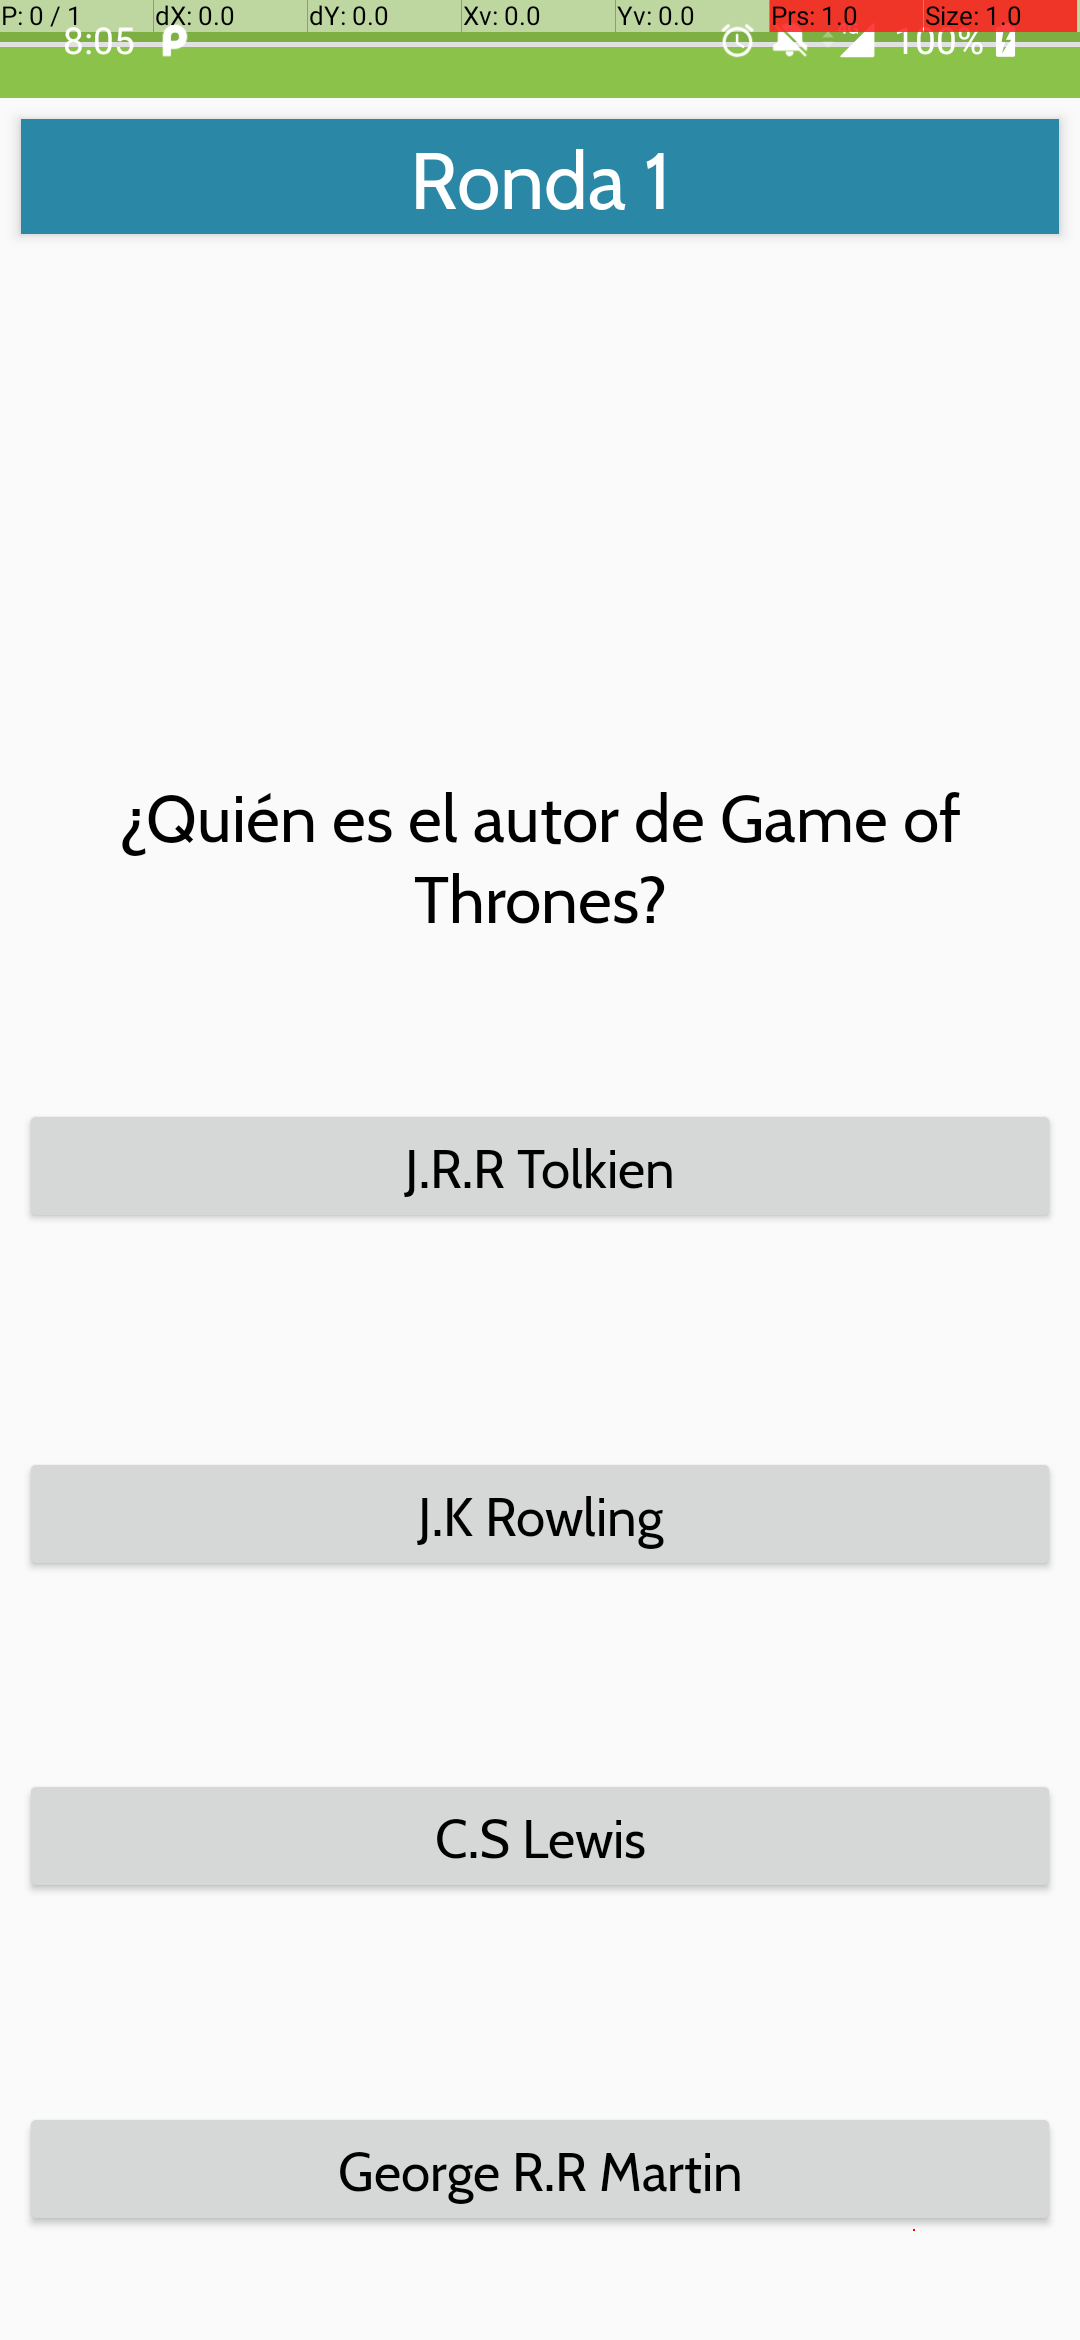 P: 0 / 1 dX: 0.0 dY: 0.0 Xv: 0.0 Yv: 0.0 Prs: 1.0 Size: 1.0
8:05 100%
Ronda 1
¿Quién es el autor de Game of
Thrones?
J.R.R Tolkien
J.K Rowling
C.S Lewis
George R.R Martin